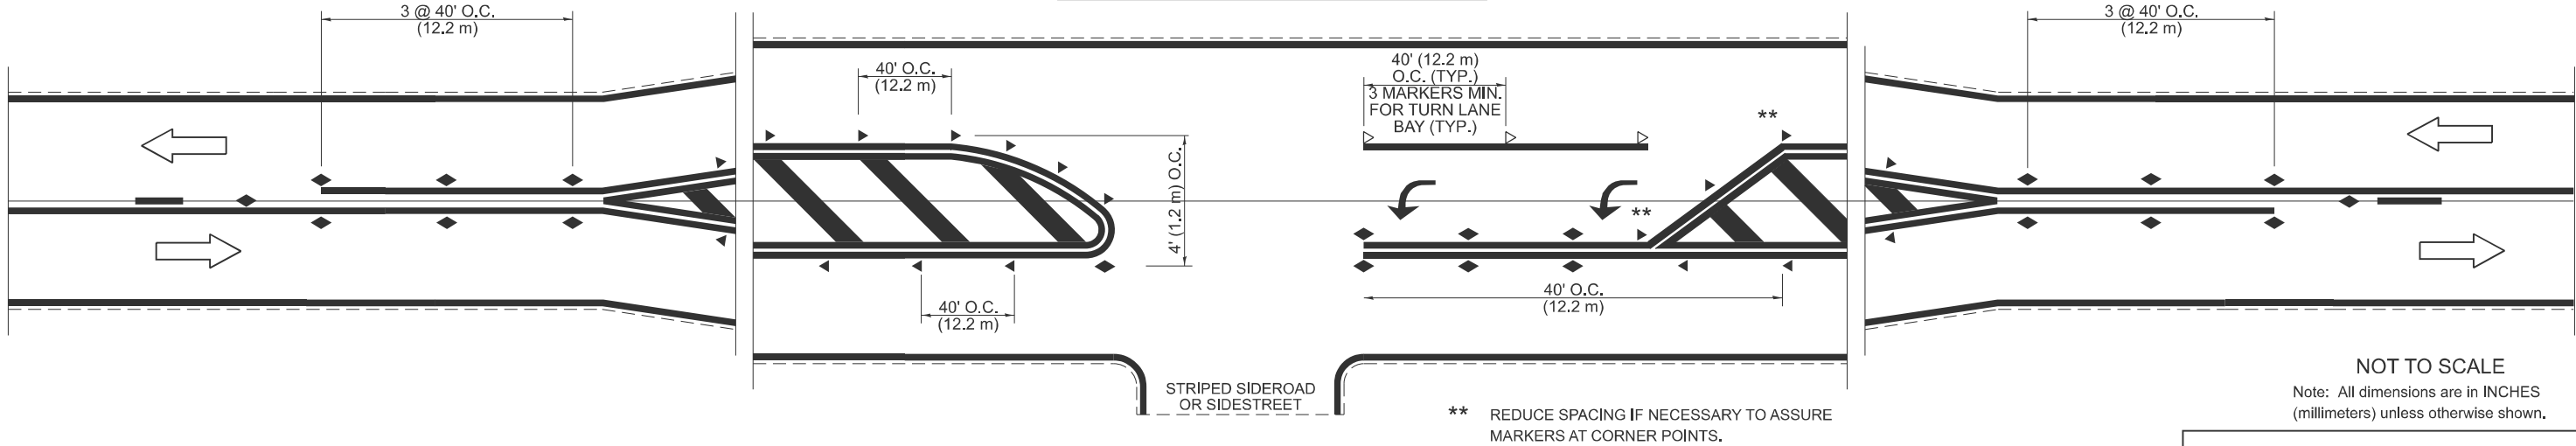 3 @ 40' O.C.
(12.2 m)
40' O.C.
(12.2 m)
4' (1.2 m) O.C.
40' O.C.
(12.2 m)
40' (12.2 m)
O.C. (TYP.)
3 MARKERS MIN.
FOR TURN LANE
BAY (TYP.)
**
**
40' O.C.
(12.2 m)
3 @ 40' O.C.
(12.2 m)
STRIPED SIDEROAD
OR SIDESTREET
** REDUCE SPACING IF NECESSARY TO ASSURE
MARKERS AT CORNER POINTS.
NOT TO SCALE
Note: All dimensions are in INCHES
(millimeters) unless otherwise shown.